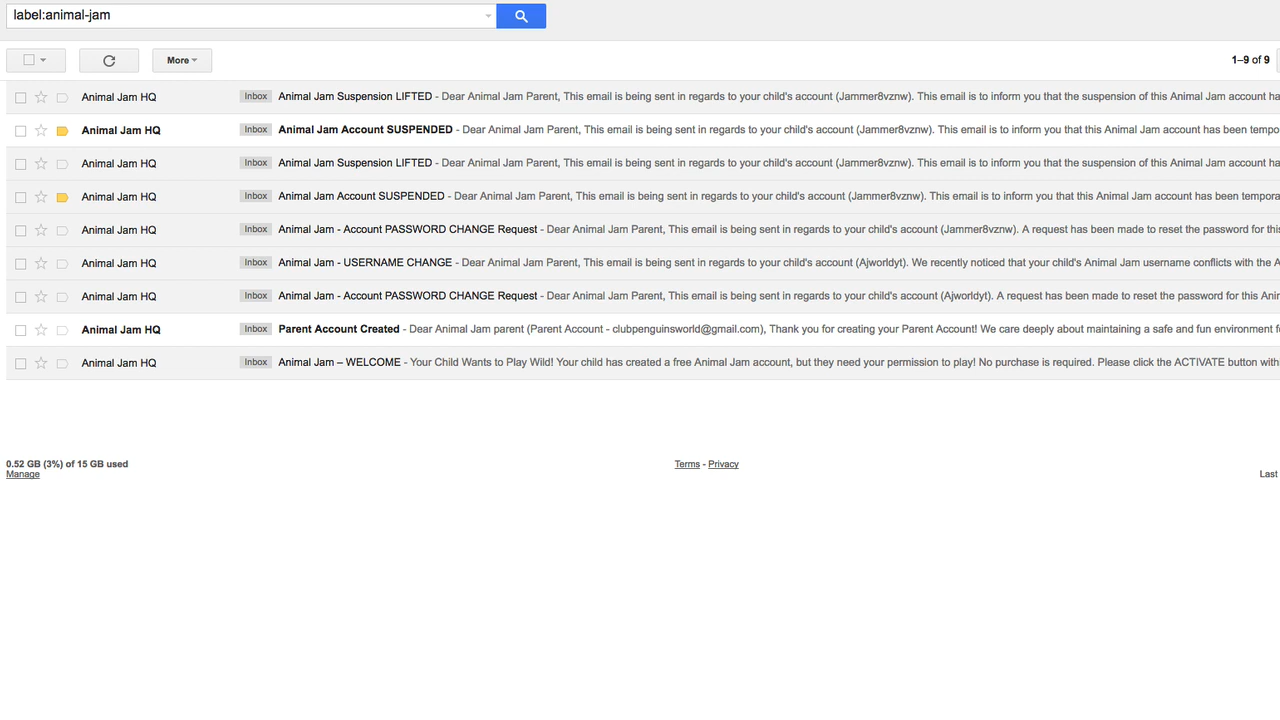 label:animal-jam
More
1–9 of 9
Animal Jam HQ Inbox Animal Jam Suspension LIFTED - Dear Animal Jam Parent, This email is being sent in regards to your child's account (Jammer8vznw). This email is to inform you that the suspension of this Animal Jam account ha
Animal Jam HQ Inbox Animal Jam Account SUSPENDED - Dear Animal Jam Parent, This email is being sent in regards to your child's account (Jammer8vznw). This email is to inform you that this Animal Jam account has been tempo
Animal Jam HQ Inbox Animal Jam Suspension LIFTED - Dear Animal Jam Parent, This email is being sent in regards to your child's account (Jammer8vznw). This email is to inform you that the suspension of this Animal Jam account ha
Animal Jam HQ Inbox Animal Jam Account SUSPENDED - Dear Animal Jam Parent, This email is being sent in regards to your child's account (Jammer8vznw). This email is to inform you that this Animal Jam account has been tempora
Animal Jam HQ Inbox Animal Jam - Account PASSWORD CHANGE Request - Dear Animal Jam Parent, This email is being sent in regards to your child's account (Jammer8vznw). A request has been made to reset the password for this
Animal Jam HQ Inbox Animal Jam - USERNAME CHANGE - Dear Animal Jam Parent, This email is being sent in regards to your child's account (Ajworldyt). We recently noticed that your child's Animal Jam username conflicts with the A
Animal Jam HQ Inbox Animal Jam - Account PASSWORD CHANGE Request - Dear Animal Jam Parent, This email is being sent in regards to your child's account (Ajworldyt). A request has been made to reset the password for this Anim
Animal Jam HQ Inbox Parent Account Created - Dear Animal Jam parent (Parent Account - clubpenguinsworld@gmail.com), Thank you for creating your Parent Account! We care deeply about maintaining a safe and fun environment f
Animal Jam HQ Inbox Animal Jam – WELCOME - Your Child Wants to Play Wild! Your child has created a free Animal Jam account, but they need your permission to play! No purchase is required. Please click the ACTIVATE button with
0.52 GB (3%) of 15 GB used
Manage
Terms - Privacy
Last